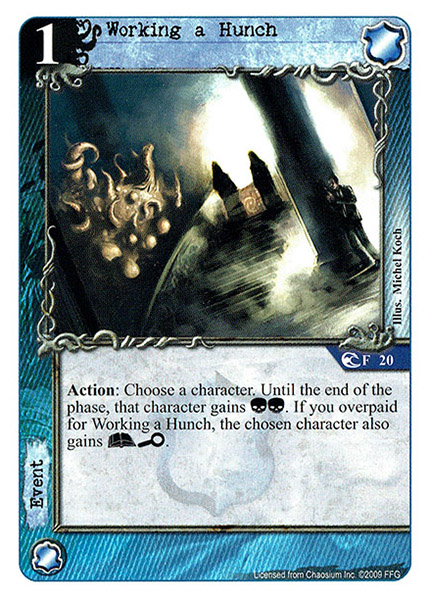 1
Working a Hunch
Illus. Michel Koch
F 20
Action: Choose a character. Until the end of the
phase, that character gains . If you overpaid
for Working a Hunch, the chosen character also
gains .
Event
Licensed from Chaosium Inc. ©2009 FFG